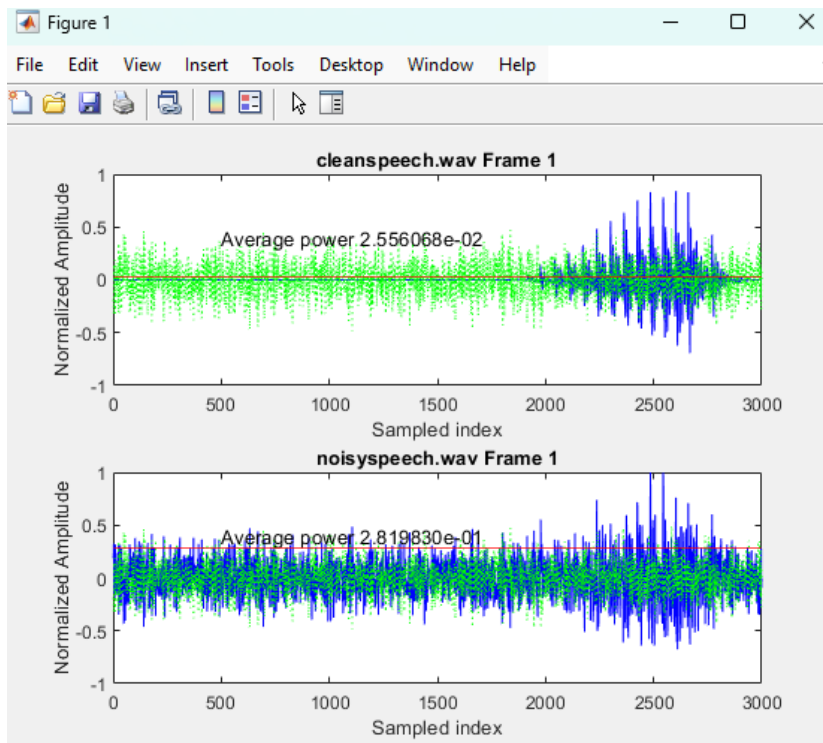 Figure 1
File Edit View Insert Tools Desktop Window Help
cleanspeech.wav Frame 1
1
0.5
0
-0.5
-1
Normalized Amplitude
Average power 2.556068e-02
0 500 1000 1500 2000 2500 3000
Sampled index
noisyspeech.wav Frame 1
1
0.5
0
-0.5
-1
Normalized Amplitude
Average power 2.819830e-01
0 500 1000 1500 2000 2500 3000
Sampled index